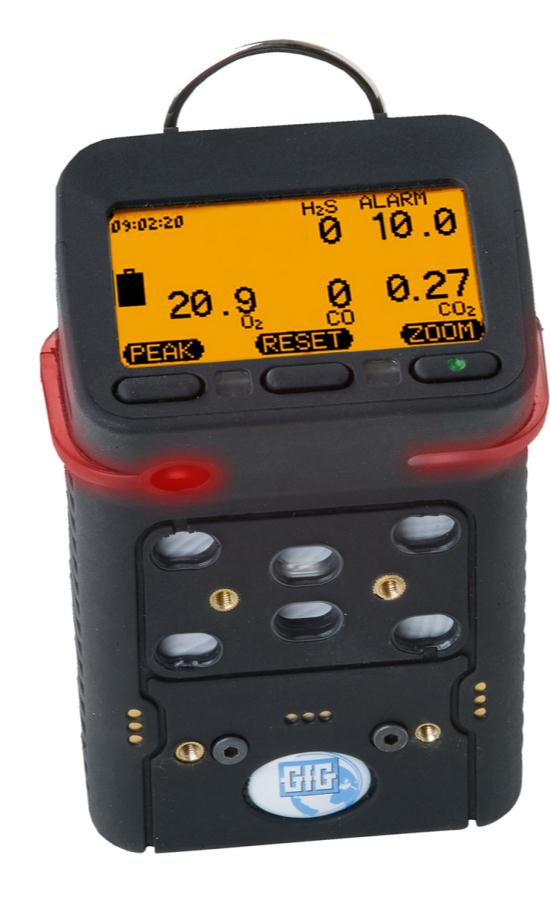 H₂S ALARM
09:02:20 0 10.0
20.9 0 0.27
O₂ CO CO₂
PEAK RESET ZOOM
GfG